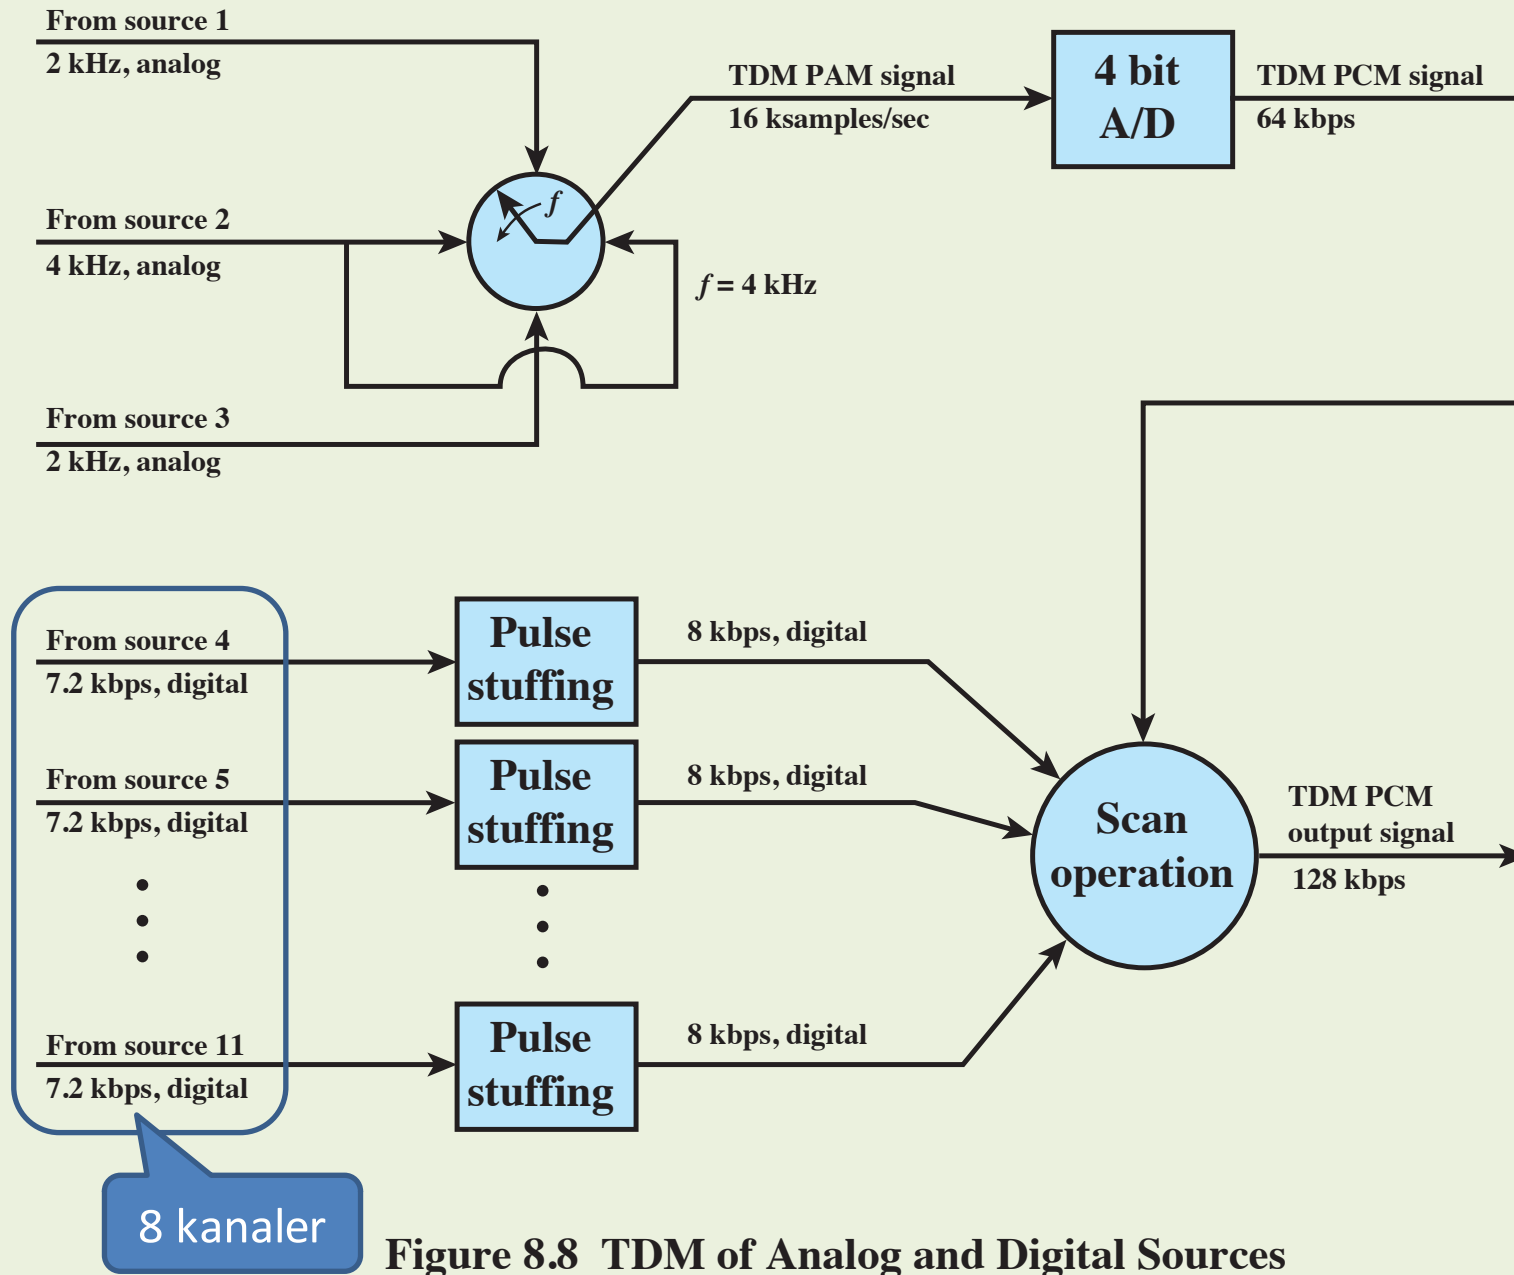 From source 1
2 kHz, analog
TDM PAM signal
16 ksamples/sec
4 bit
A/D
TDM PCM signal
64 kbps
f
From source 2
4 kHz, analog
f = 4 kHz
From source 3
2 kHz, analog
From source 4
7.2 kbps, digital
Pulse
stuffing
8 kbps, digital
From source 5
7.2 kbps, digital
Pulse
stuffing
8 kbps, digital
Scan
operation
TDM PCM
output signal
128 kbps
From source 11
7.2 kbps, digital
Pulse
stuffing
8 kbps, digital
8 kanaler
Figure 8.8 TDM of Analog and Digital Sources